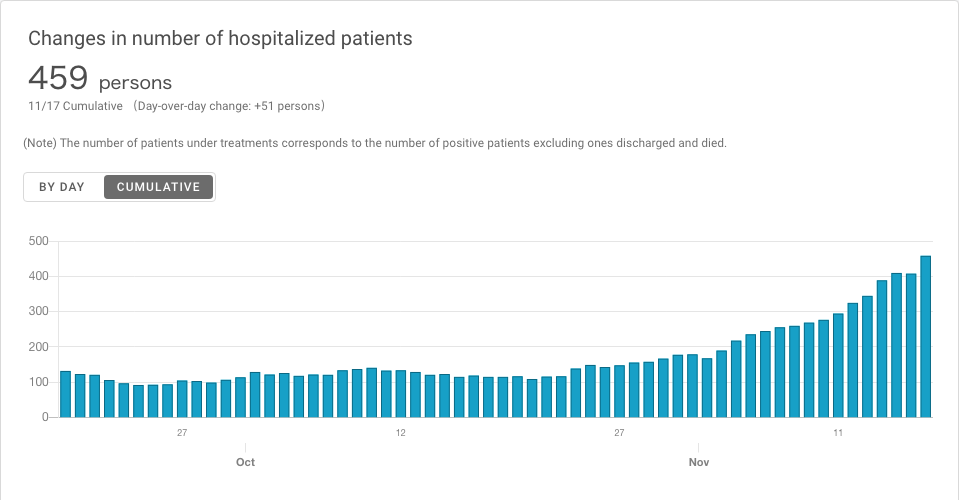 Changes in number of hospitalized patients
459 persons
11/17 Cumulative （Day-over-day change: +51 persons）
(Note) The number of patients under treatments corresponds to the number of positive patients excluding ones discharged and died.
BY DAY CUMULATIVE
500
400
300
200
100
0
27 12 27 11
Oct Nov